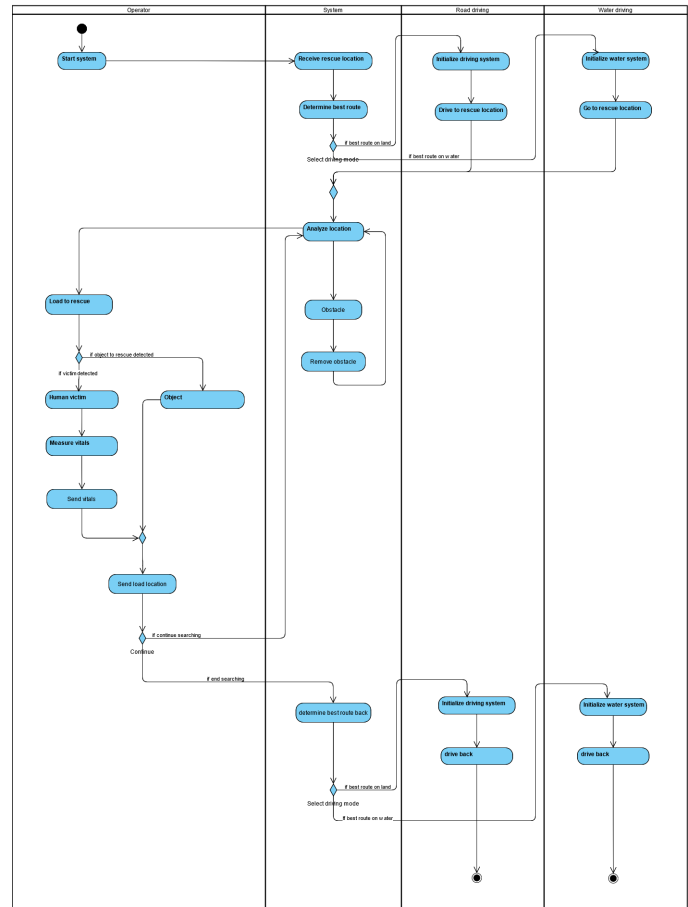 Operator
System
Road driving
Water driving
Start system
Receive rescue location
Initialize driving system
Initialize water system
Determine best route
Drive to rescue location
Go to rescue location
if best route on land
Select driving mode
if best route on water
Analyze location
Load to rescue
Obstacle
if object to rescue detected
Remove obstacle
If victim detected
Human victim
Object
Measure vitals
Send vitals
Send load location
if continue searching
Continue
if end searching
determine best route back
Initialize driving system
Initialize water system
drive back
drive back
if best route on land
Select driving mode
if best route on water